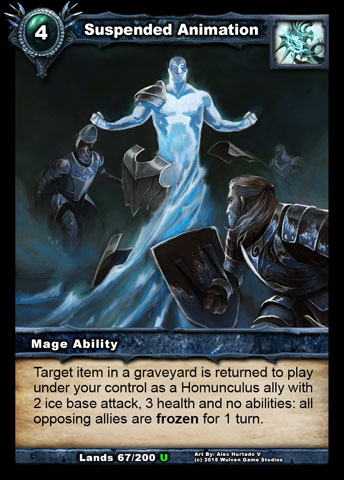 4
Suspended Animation
Mage Ability
Target item in a graveyard is returned to play
under your control as a Homunculus ally with
2 ice base attack, 3 health and no abilities: all
opposing allies are frozen for 1 turn.
Lands 67/200 U
Art By: Alex Hurtado V
(c) 2015 Wulven Game Studios